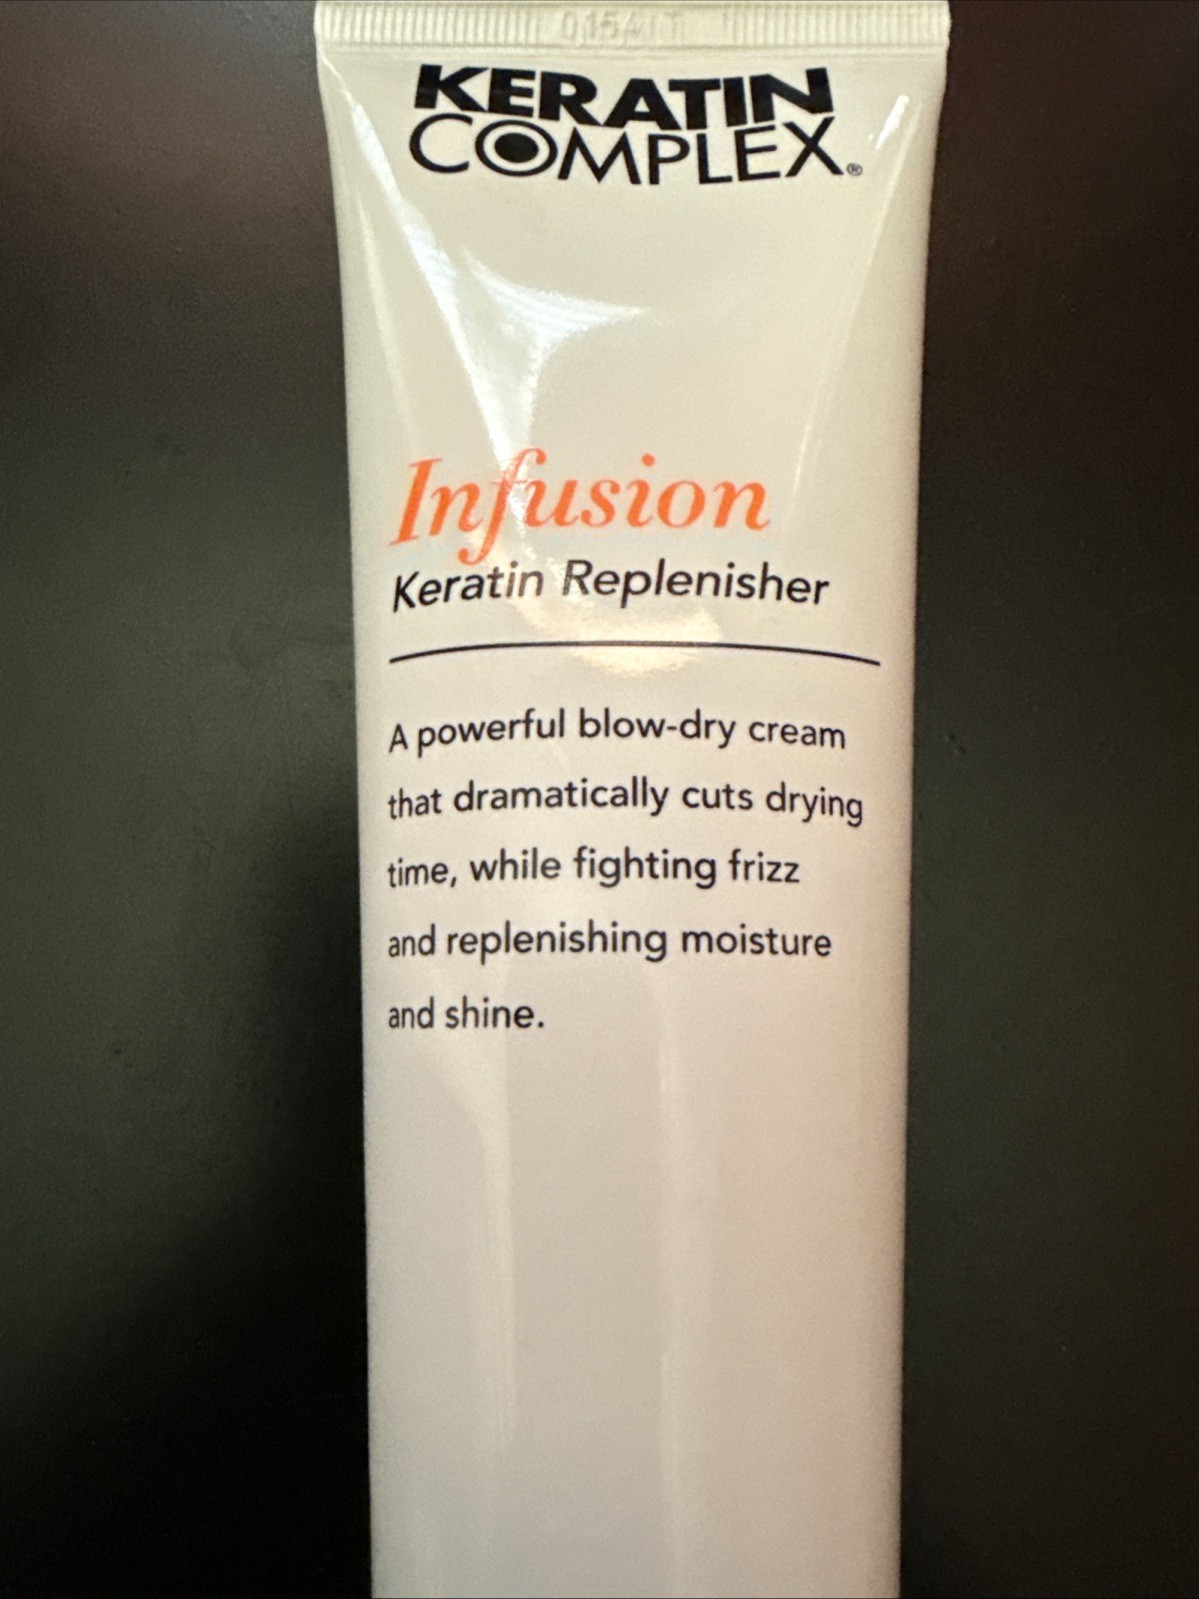 KERATIN
COMPLEX®
Infusion
Keratin Replenisher
A powerful blow-dry cream
that dramatically cuts drying
time, while fighting frizz
and replenishing moisture
and shine.